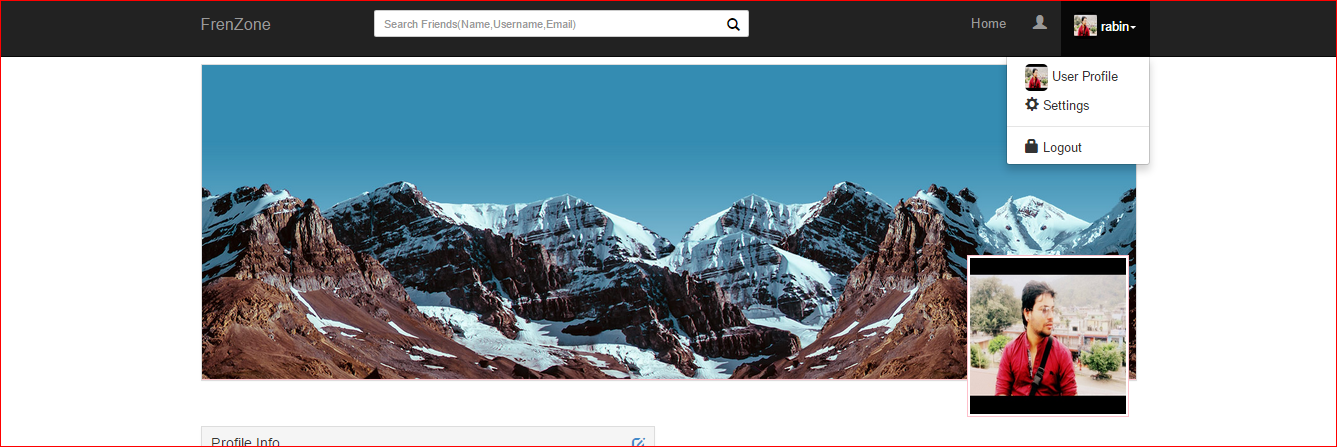 FrenZone
Search Friends(Name,Username,Email)
Home
rabin
User Profile
Settings
Logout
Profile Info